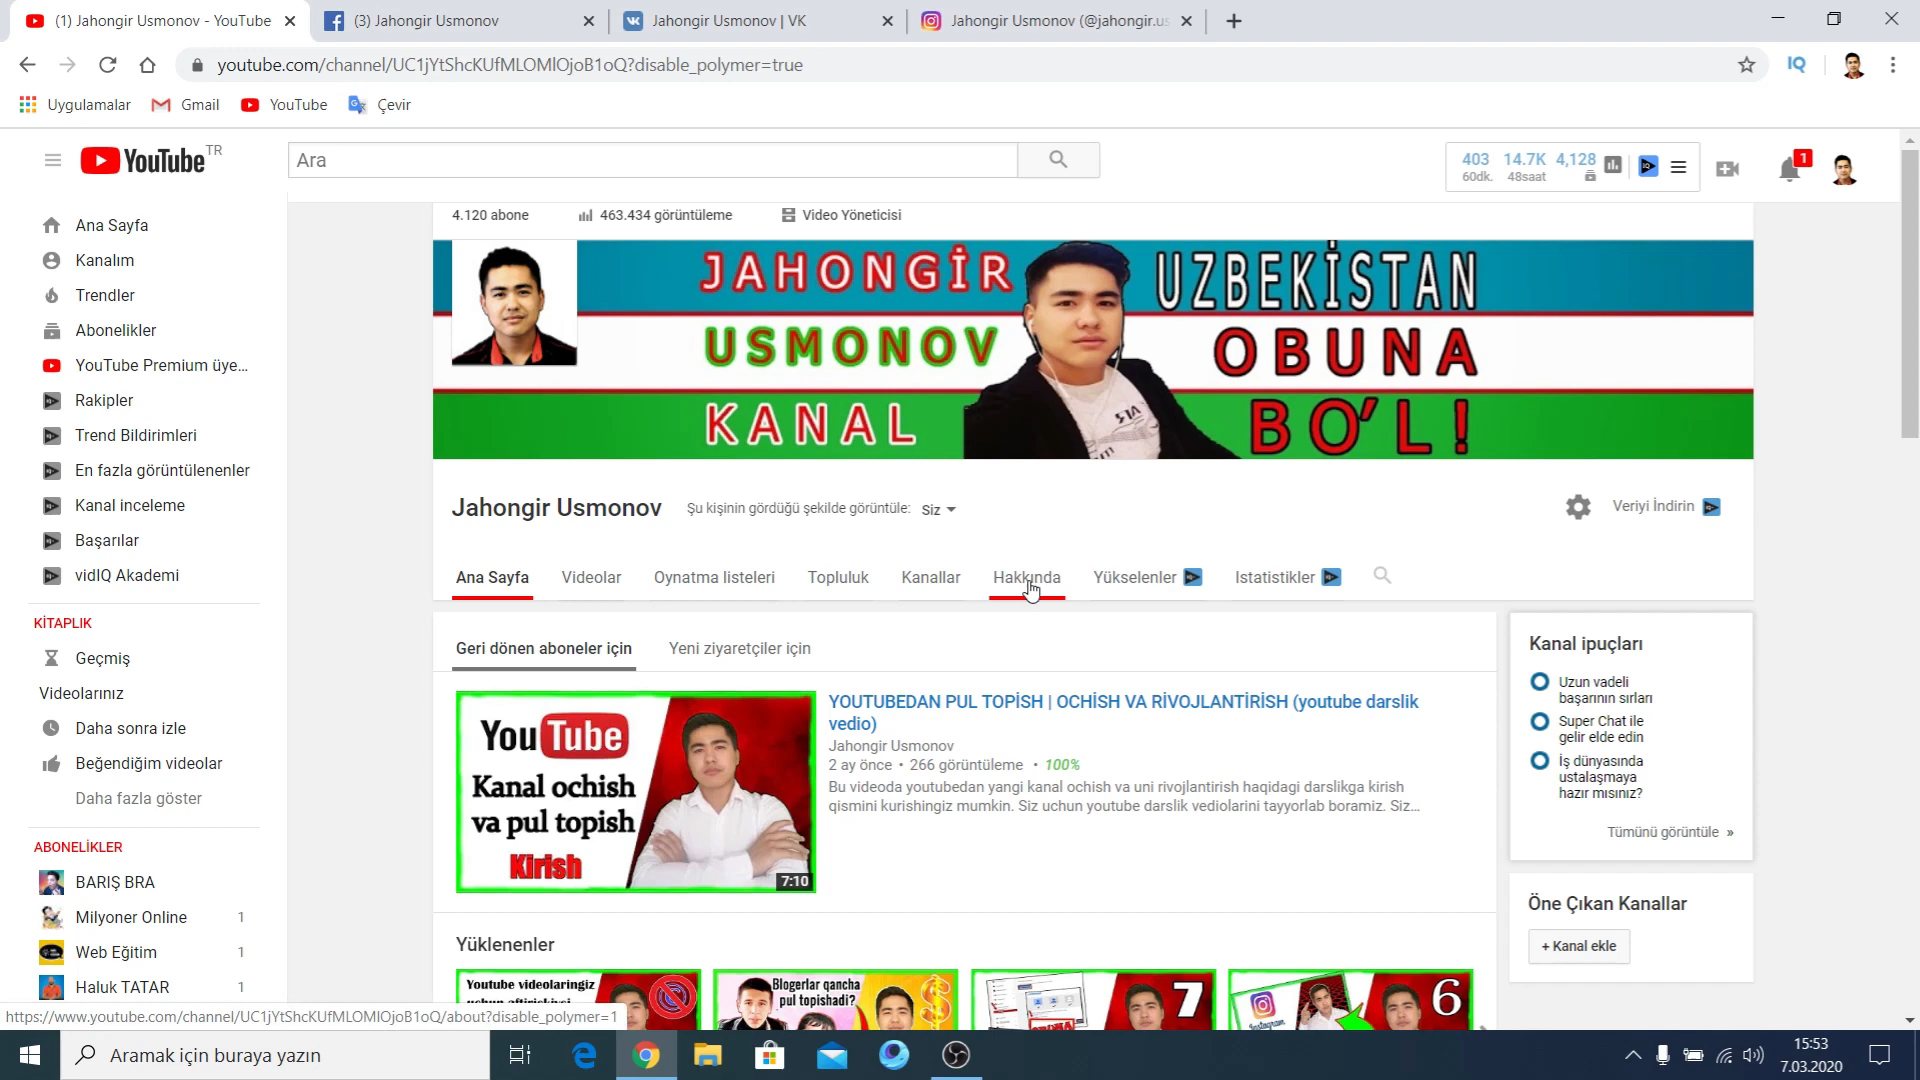 (1) Jahongir Usmonov - YouTube
(3) Jahongir Usmonov
Jahongir Usmonov | VK
Jahongir Usmonov (@jahongir.us
youtube.com/channel/UC1jYtShcKUfMLOMlOjoB1oQ?disable_polymer=true
IQ
Uygulamalar
Gmail
YouTube
Çevir
YouTube TR
Ara
403 14.7K 4,128
60dk. 48saat
1
Ana Sayfa
Kanalım
Trendler
Abonelikler
YouTube Premium üye...
Rakipler
Trend Bildirimleri
En fazla görüntülenenler
Kanal inceleme
Başarılar
vidIQ Akademi
KİTAPLIK
Geçmiş
Videolarınız
Daha sonra izle
Beğendiğim videolar
Daha fazla göster
ABONELİKLER
BARIŞ BRA
Milyoner Online 1
Web Eğitim 1
Haluk TATAR 1
4.120 abone
463.434 görüntüleme
Video Yöneticisi
JAHONGİR
USMONOV
KANAL
UZBEKİSTAN
OBUNA
BO'L!
Jahongir Usmonov
Şu kişinin gördüğü şekilde görüntüle: Siz
Veriyi İndirin
Ana Sayfa
Videolar
Oynatma listeleri
Topluluk
Kanallar
Hakkında
Yükselenler
Istatistikler
Geri dönen aboneler için
Yeni ziyaretçiler için
YouTube
Kanal ochish
va pul topish
Kirish
7:10
YOUTUBEDAN PUL TOPİSH | OCHİSH VA RİVOJLANTİRİSH (youtube darslik
vedio)
Jahongir Usmonov
2 ay önce • 266 görüntüleme • 100%
Bu videoda youtubedan yangi kanal ochish va uni rivojlantirish haqidagi darslikga kirish
qismini kurishingiz mumkin. Siz uchun youtube darslik vediolarini tayyorlab boramiz. Siz...
Kanal ipuçları
Uzun vadeli
başarının sırları
Super Chat ile
gelir elde edin
İş dünyasında
ustalaşmaya
hazır mısınız?
Tümünü görüntüle »
Öne Çıkan Kanallar
+ Kanal ekle
Yüklenenler
Youtube videolaringiz
Blogerlar qancha
pul topishadi?
7
Instagram
6
https://www.youtube.com/channel/UC1jYtShcKUfMLOMlOjoB1oQ/about?disable_polymer=1
Aramak için buraya yazın
15:53
7.03.2020